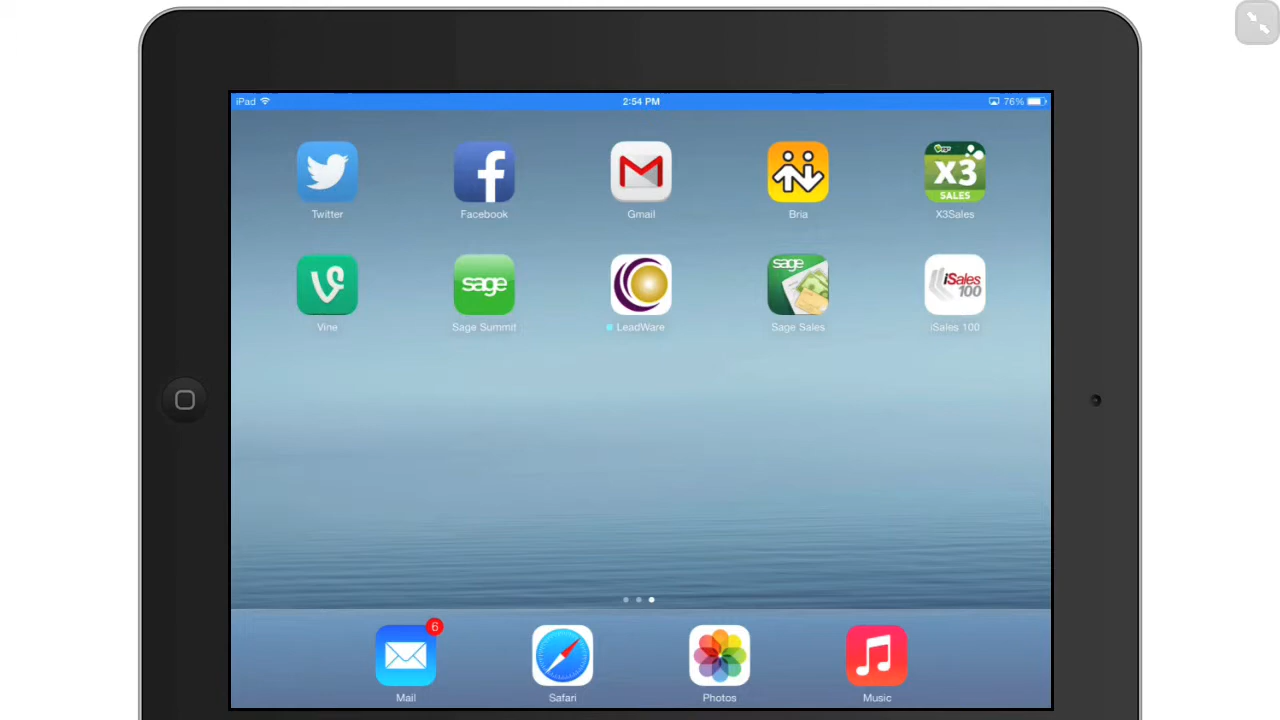 iPad 2:54 PM 76%
X3
SALES
Twitter Facebook Gmail Bria X3Sales
sage sage iSales
100
Vine Sage Summit LeadWare Sage Sales iSales 100
6
Mail Safari Photos Music